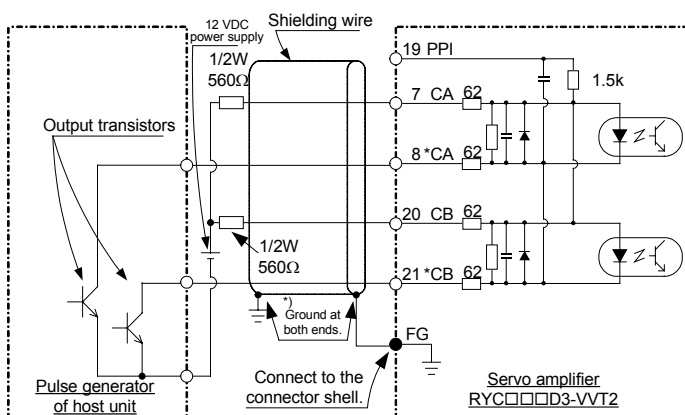 12 VDC
power supply
Shielding wire
1/2W
560Ω
Output transistors
19 PPI
1.5k
7 CA 62
8 *CA 62
20 CB 62
1/2W
560Ω
21 *CB 62
*)
Ground at
both ends.
FG
Pulse generator
of host unit
Connect to the
connector shell.
Servo amplifier
RYC□□□D3-VVT2